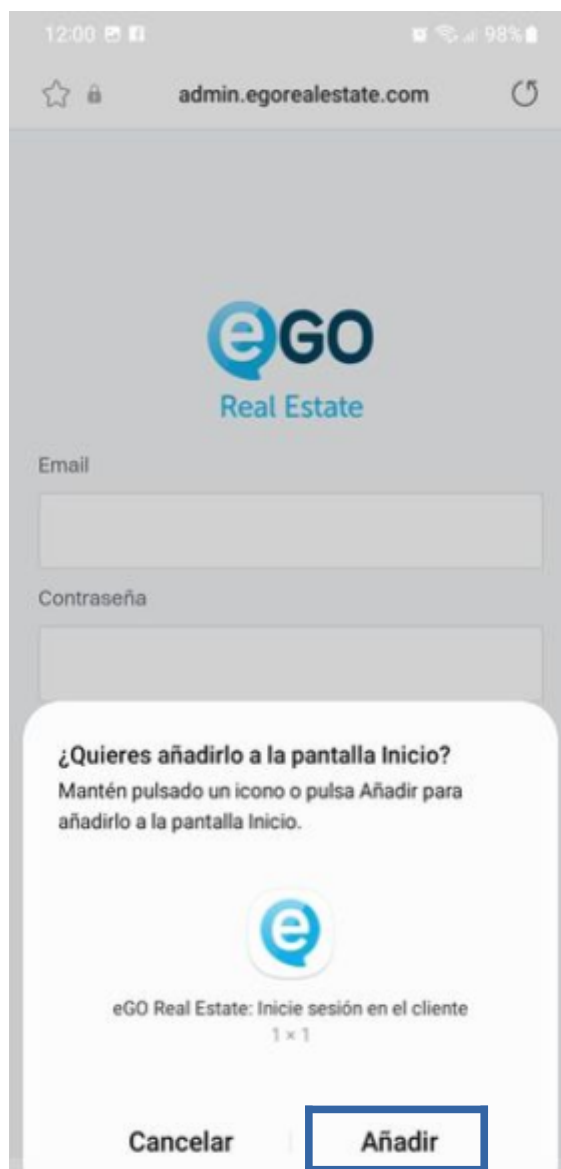 12:00
98%
admin.egorealestate.com
eGO
Real Estate
Email
Contraseña
¿Quieres añadirlo a la pantalla Inicio?
Mantén pulsado un icono o pulsa Añadir para
añadirlo a la pantalla Inicio.
e
eGO Real Estate: Inicie sesión en el cliente
1 × 1
Cancelar
Añadir